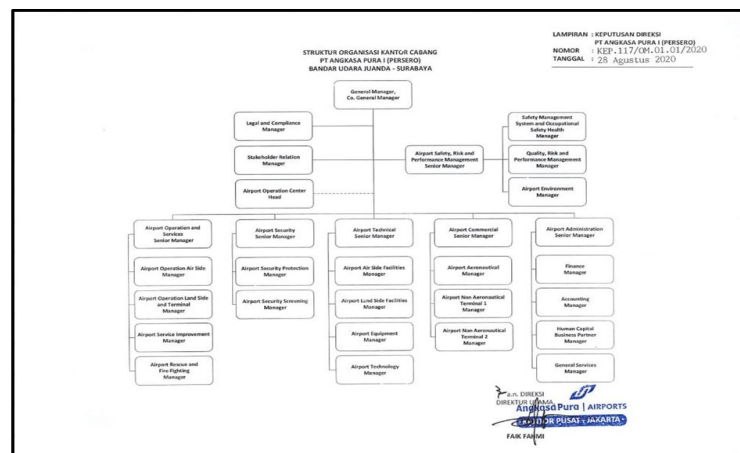 LAMPIRAN : KEPUTUSAN DIREKSI
PT ANGKASA PURA I (PERSERO)
NOMOR : KEP.117/OM.01.01/2020
TANGGAL : 28 Agustus 2020
STRUKTUR ORGANISASI KANTOR CABANG
PT ANGKASA PURA I (PERSERO)
BANDAR UDARA JUANDA - SURABAYA
General Manager,
Co. General Manager
Legal and Compliance
Manager
Stakeholder Relation
Manager
Airport Operation Center
Head
Airport Safety, Risk and
Performance Management
Senior Manager
Safety Management
System and Occupational
Safety Health
Manager
Quality, Risk and
Performance Management
Manager
Airport Environment
Manager
Airport Operation and
Services
Senior Manager
Airport Operation Air Side
Manager
Airport Operation Land Side
and Terminal
Manager
Airport Service Improvement
Manager
Airport Rescue and
Fire Fighting
Manager
Airport Security
Senior Manager
Airport Security Protection
Manager
Airport Security Screening
Manager
Airport Technical
Senior Manager
Airport Air Side Facilities
Manager
Airport Land Side Facilities
Manager
Airport Equipment
Manager
Airport Technology
Manager
Airport Commercial
Senior Manager
Airport Aeronautical
Manager
Airport Non Aeronautical
Terminal 1
Manager
Airport Non Aeronautical
Terminal 2
Manager
Airport Administration
Senior Manager
Finance
Manager
Accounting
Manager
Human Capital
Business Partner
Manager
General Services
Manager
a.n. DIREKSI
DIREKTUR UTAMA
Angkasa Pura | AIRPORTS
KANTOR PUSAT - JAKARTA
FAIK FAHMI